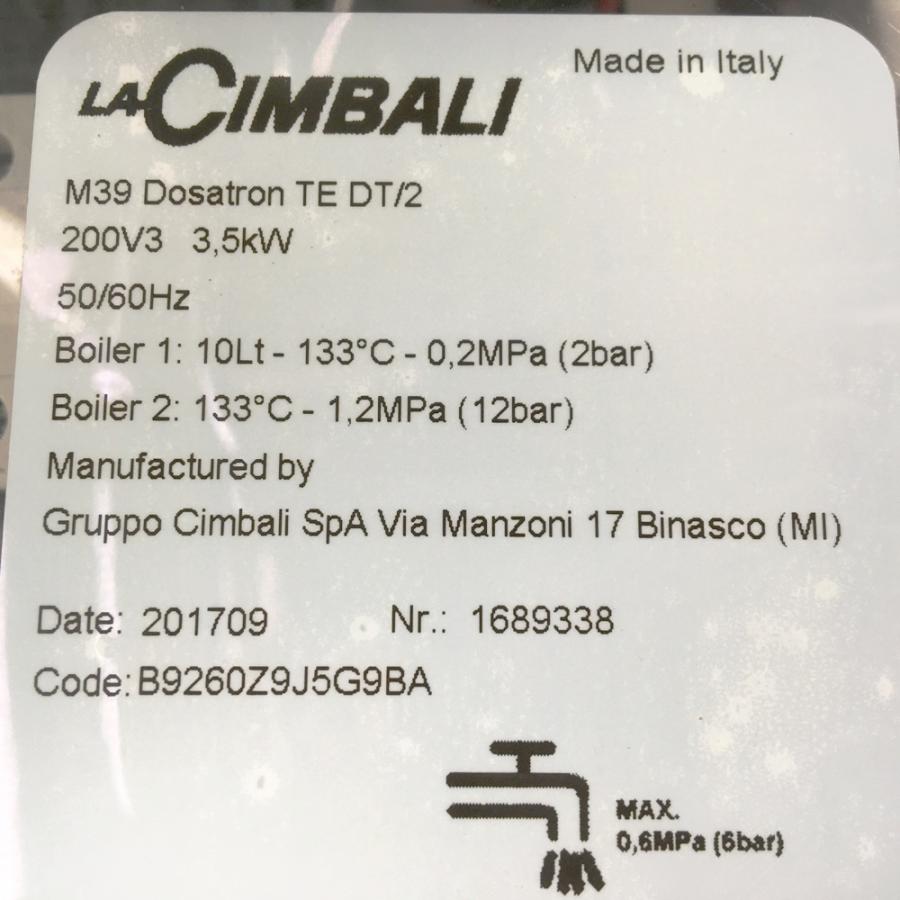 LA CIMBALI
Made in Italy
M39 Dosatron TE DT/2
200V3 3,5kW
50/60Hz
Boiler 1: 10Lt - 133°C - 0,2MPa (2bar)
Boiler 2: 133°C - 1,2MPa (12bar)
Manufactured by
Gruppo Cimbali SpA Via Manzoni 17 Binasco (MI)
Date: 201709 Nr.: 1689338
Code: B9260Z9J5G9BA
MAX.
0,6MPa (6bar)